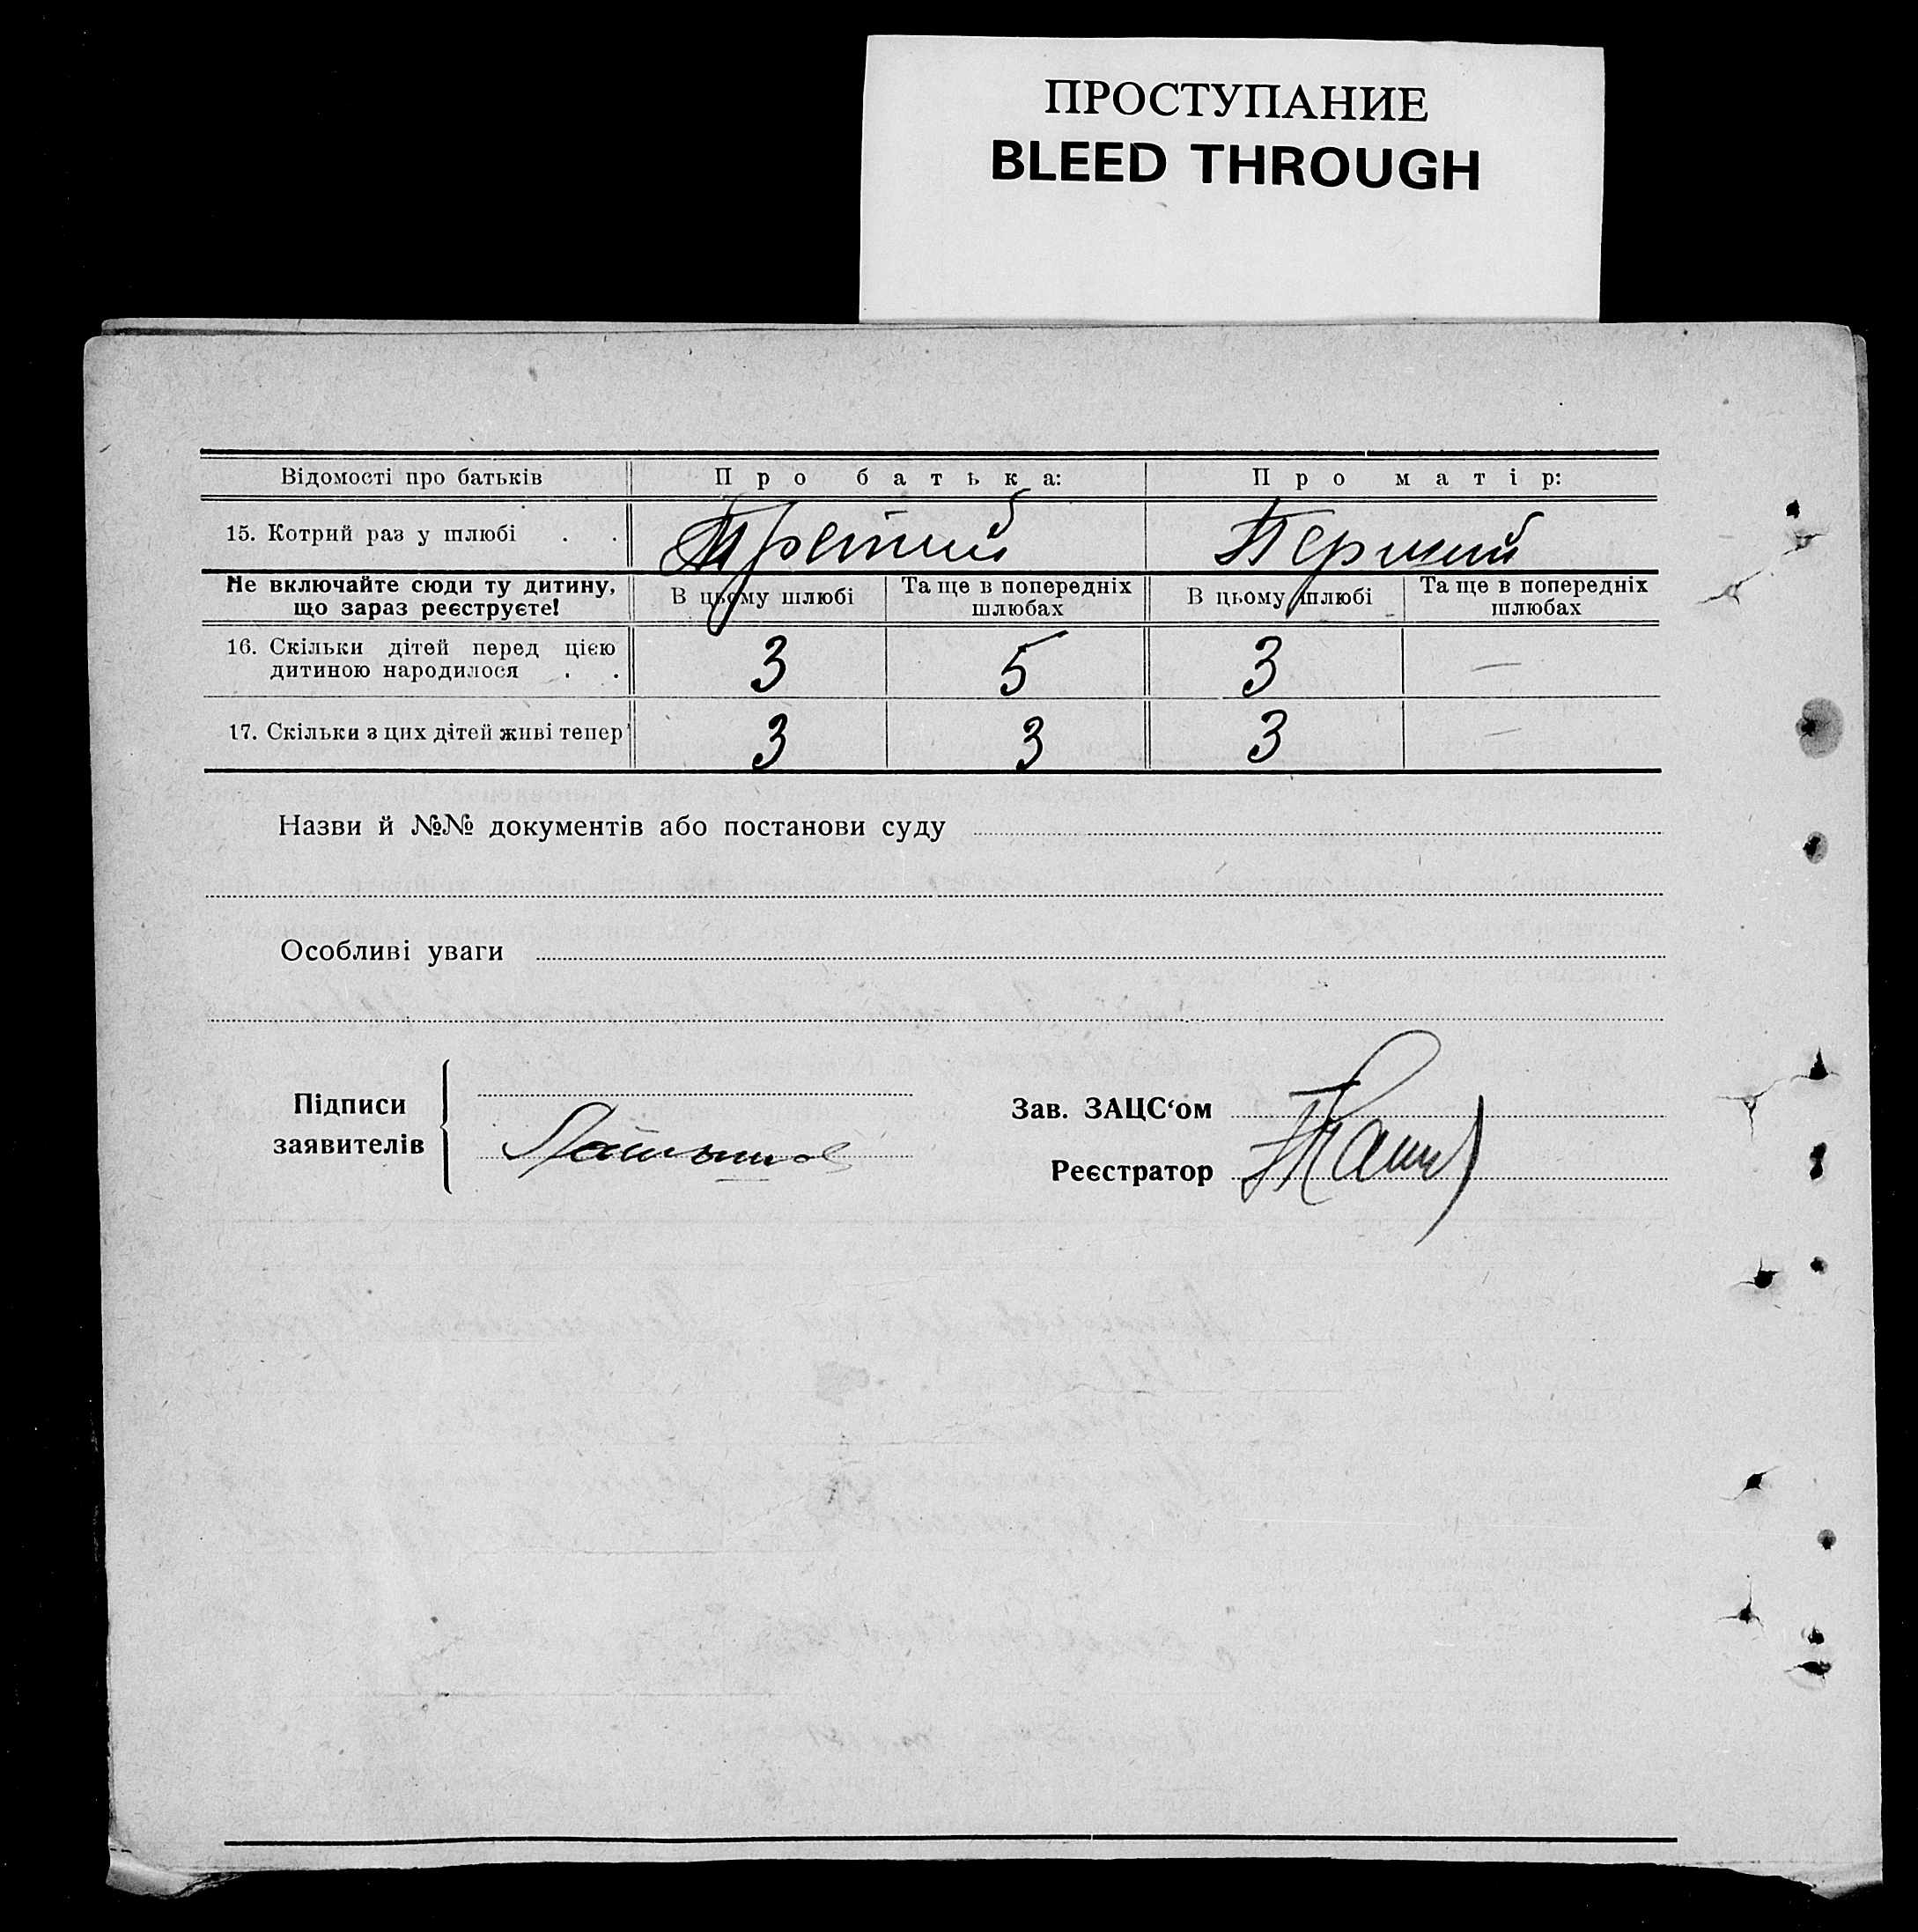 ПРОСТУПАНИЕ
BLEED THROUGH
Відомості про батьків Про батька: Про матір:
15. Котрий раз у шлюбі . . Третий Перший
Не включайте сюди ту дитину, що зараз реєструєте! В цьому шлюбі Та ще в попередніх шлюбах В цьому шлюбі Та ще в попередніх шлюбах
16. Скільки дітей перед цією дитиною народилося . . 3 5 3 —
17. Скільки з цих дітей живі тепер 3 3 3 —
Назви й №№ документів або постанови суду
Особливі уваги
Підписи заявителів
Зав. ЗАЦС‘ом
Реєстратор